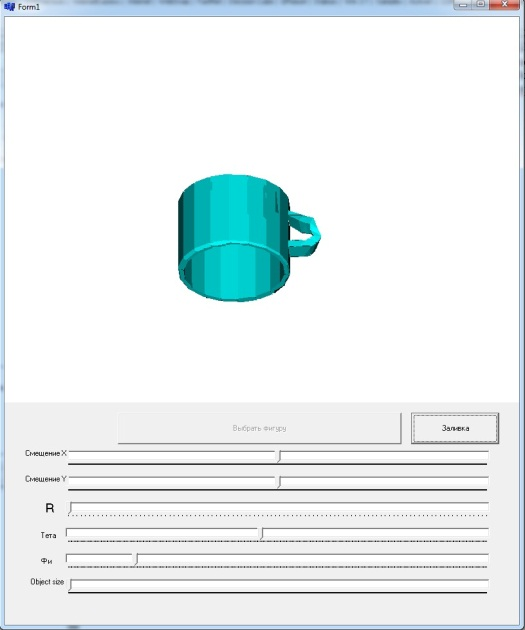 Form1
Выбрать фигуру
Заливка
Смещение X
Смещение Y
R
Тета
Фи
Object size